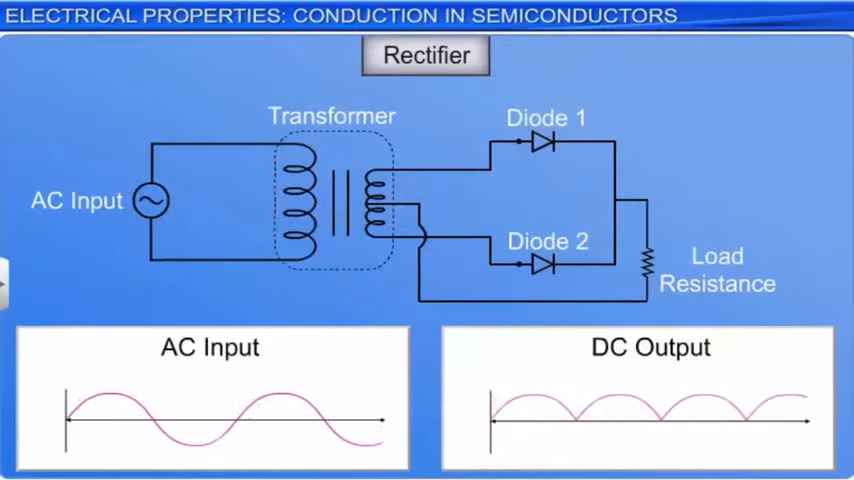 ELECTRICAL PROPERTIES: CONDUCTION IN SEMICONDUCTORS
Rectifier
Transformer
Diode 1
AC Input
Diode 2
Load
Resistance
AC Input
DC Output